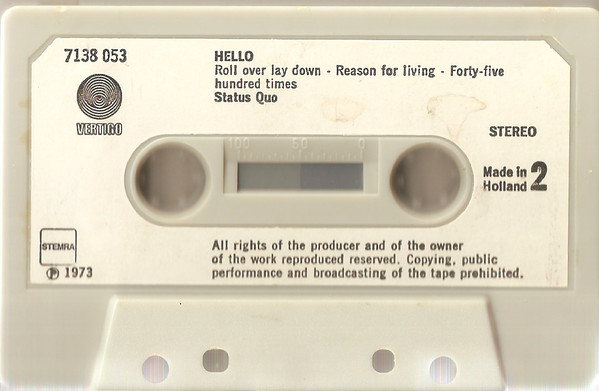 7138 053
HELLO
Roll over lay down - Reason for living - Forty-five
hundred times
Status Quo
VERTIGO
STEREO
100 50 0
Made in
Holland 2
STEMRA
All rights of the producer and of the owner
of the work reproduced reserved. Copying, public
performance and broadcasting of the tape prohibited.
℗ 1973